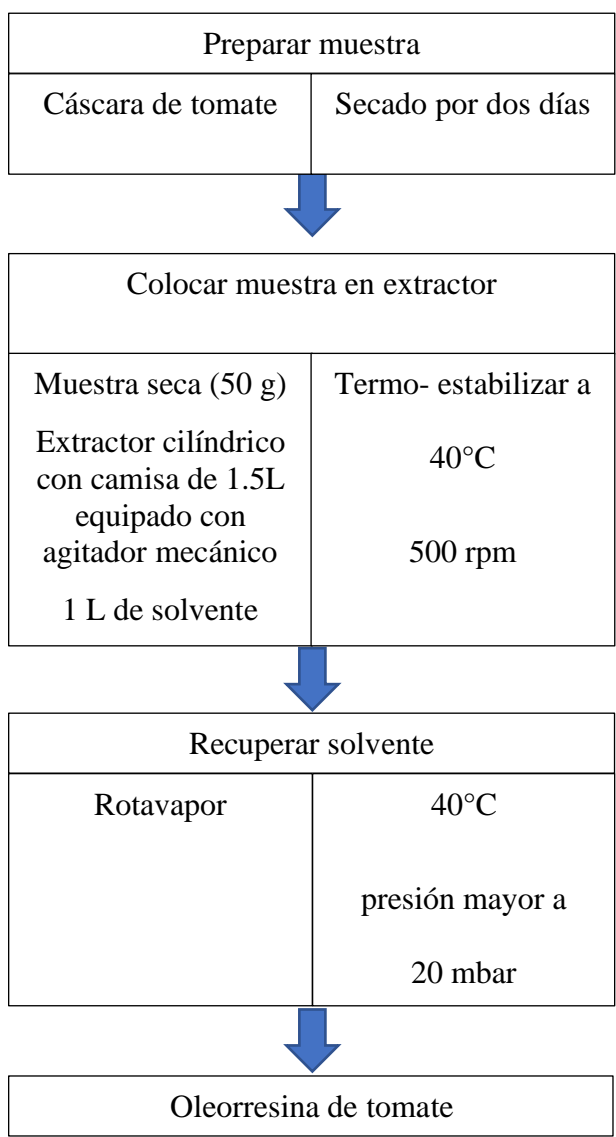 Preparar muestra
Cáscara de tomate
Secado por dos días
Colocar muestra en extractor
Muestra seca (50 g)
Extractor cilíndrico
con camisa de 1.5L
equipado con
agitador mecánico
1 L de solvente
Termo- estabilizar a
40°C
500 rpm
Recuperar solvente
Rotavapor
40°C
presión mayor a
20 mbar
Oleorresina de tomate